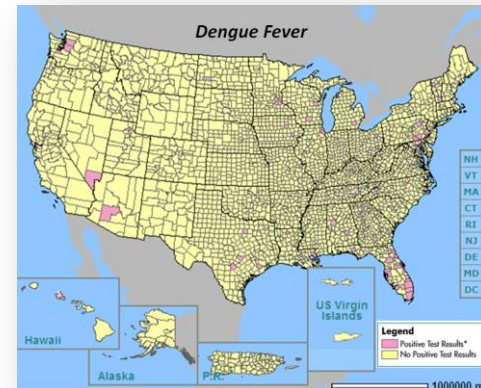 Dengue Fever
NH
VT
MA
CT
RI
NJ
DE
MD
DC
US Virgin
Islands
Hawaii
Alaska
P.R.
Legend
Positive Test Results*
No Positive Test Results
1000000 m